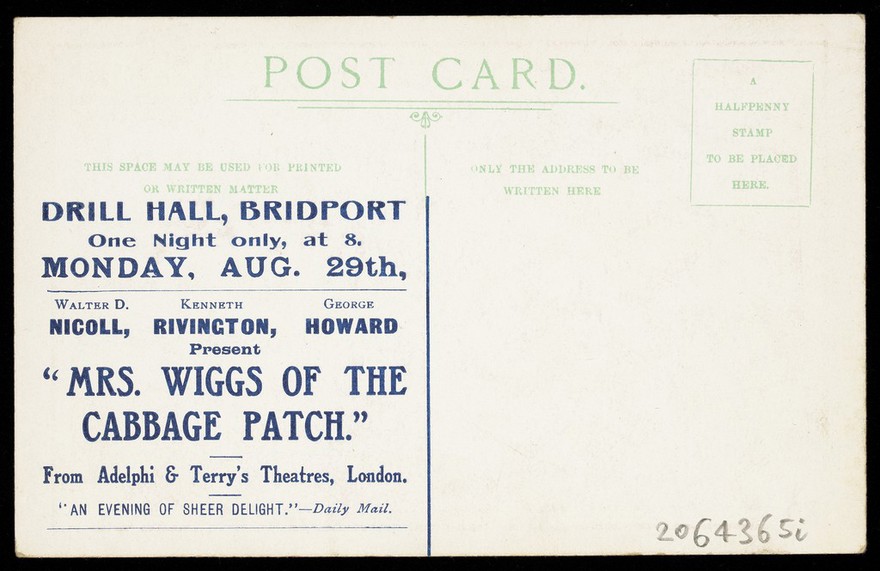 POST CARD.
THIS SPACE MAY BE USED FOR PRINTED
OR WRITTEN MATTER
ONLY THE ADDRESS TO BE
WRITTEN HERE
A
HALFPENNY
STAMP
TO BE PLACED
HERE.
DRILL HALL, BRIDPORT
One Night only, at 8.
MONDAY, AUG. 29th,
WALTER D. KENNETH GEORGE
NICOLL, RIVINGTON, HOWARD
Present
“MRS. WIGGS OF THE
CABBAGE PATCH.”
From Adelphi & Terry's Theatres, London.
“AN EVENING OF SHEER DELIGHT.”—Daily Mail.
2064365i